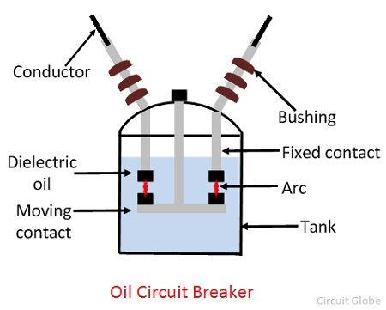 Conductor
Bushing
Fixed contact
Dielectric
oil
Arc
Moving
contact
Tank
Oil Circuit Breaker
Circuit Globe